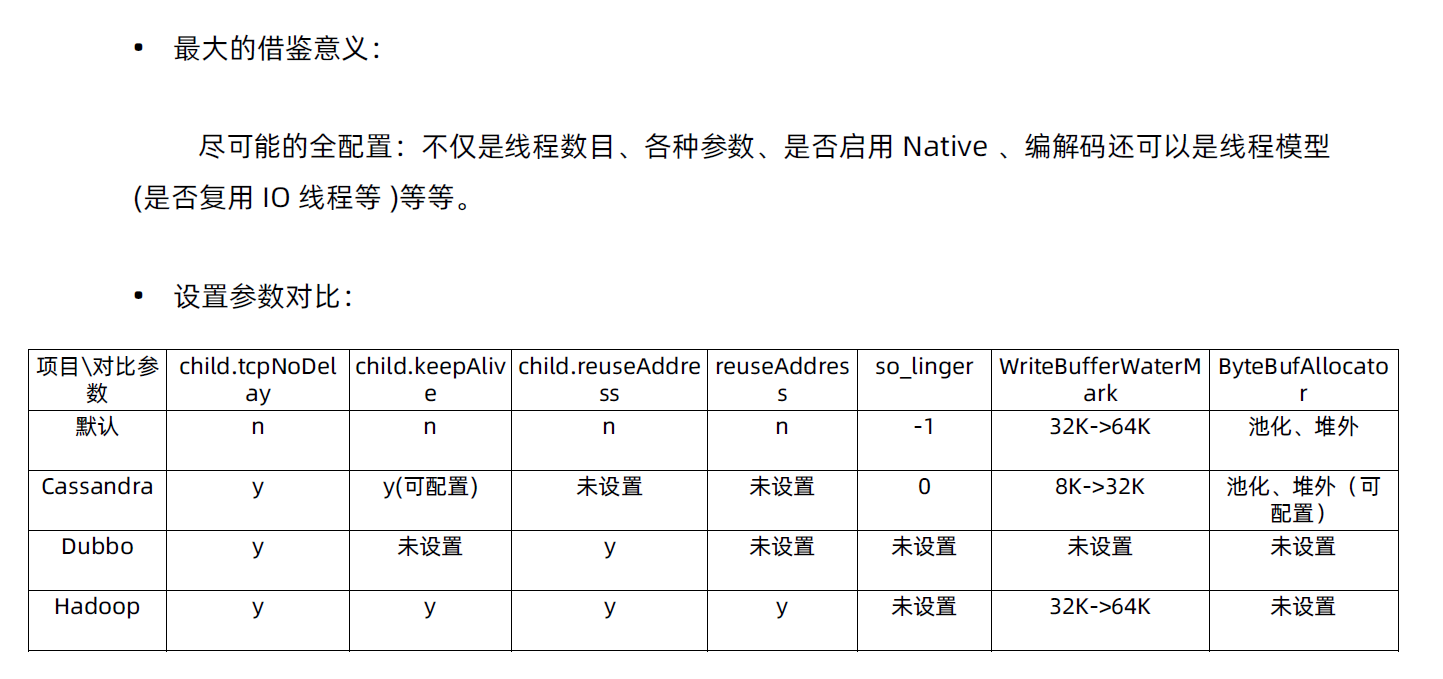 • 最大的借鉴意义：
尽可能的全配置：不仅是线程数目、各种参数、是否启用 Native 、编解码还可以是线程模型
(是否复用 IO 线程等 )等等。
• 设置参数对比：
项目\对比参数 child.tcpNoDelay child.keepAlive child.reuseAddress reuseAddress so_linger WriteBufferWaterMark ByteBufAllocator
默认 n n n n -1 32K->64K 池化、堆外
Cassandra y y(可配置) 未设置 未设置 0 8K->32K 池化、堆外（可配置）
Dubbo y 未设置 y 未设置 未设置 未设置 未设置
Hadoop y y y y 未设置 32K->64K 未设置